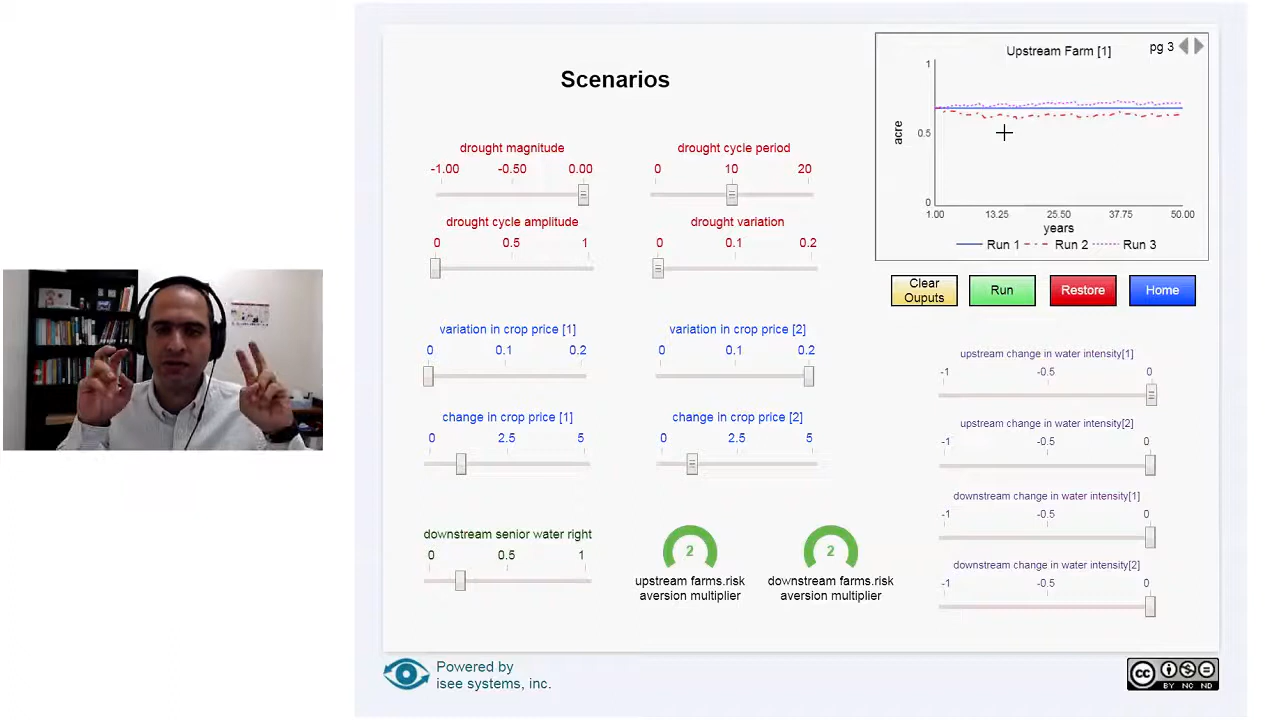 Scenarios
drought magnitude
-1.00 -0.50 0.00
drought cycle period
0 10 20
drought cycle amplitude
0 0.5 1
drought variation
0 0.1 0.2
variation in crop price [1]
0 0.1 0.2
variation in crop price [2]
0 0.1 0.2
change in crop price [1]
0 2.5 5
change in crop price [2]
0 2.5 5
downstream senior water right
0 0.5 1
2
upstream farms.risk
aversion multiplier
2
downstream farms.risk
aversion multiplier
Upstream Farm [1]
pg 3
1
acre
0.5
0
1.00 13.25 25.50 37.75 50.00
years
Run 1 Run 2 Run 3
Clear
Ouputs
Run
Restore
Home
upstream change in water intensity[1]
-1 -0.5 0
upstream change in water intensity[2]
-1 -0.5 0
downstream change in water intensity[1]
-1 -0.5 0
downstream change in water intensity[2]
-1 -0.5 0
Powered by
isee systems, inc.
cc
BY NC ND